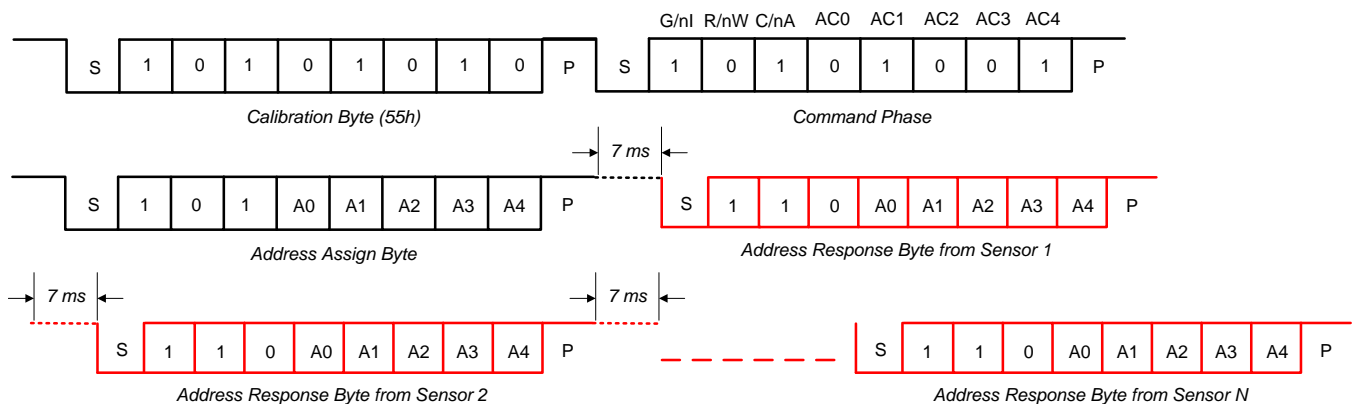 G/nI R/nW C/nA AC0 AC1 AC2 AC3 AC4
S 1 0 1 0 1 0 1 0 P S 1 0 1 0 1 0 0 1 P
Calibration Byte (55h) Command Phase
7 ms
S 1 0 1 A0 A1 A2 A3 A4 P S 1 1 0 A0 A1 A2 A3 A4 P
Address Assign Byte Address Response Byte from Sensor 1
7 ms 7 ms
S 1 1 0 A0 A1 A2 A3 A4 P S 1 1 0 A0 A1 A2 A3 A4 P
Address Response Byte from Sensor 2 Address Response Byte from Sensor N